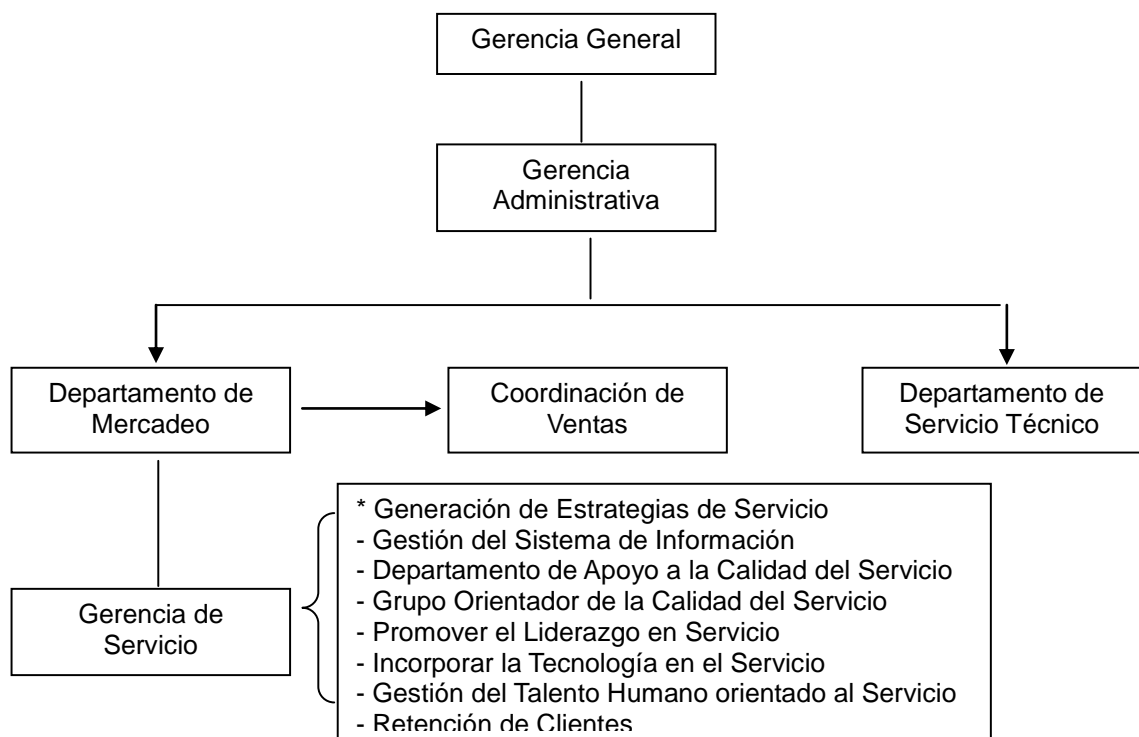 Gerencia General
Gerencia
Administrativa
Departamento de
Mercadeo
Coordinación de
Ventas
Departamento de
Servicio Técnico
Gerencia de
Servicio
* Generación de Estrategias de Servicio
- Gestión del Sistema de Información
- Departamento de Apoyo a la Calidad del Servicio
- Grupo Orientador de la Calidad del Servicio
- Promover el Liderazgo en Servicio
- Incorporar la Tecnología en el Servicio
- Gestión del Talento Humano orientado al Servicio
- Retención de Clientes